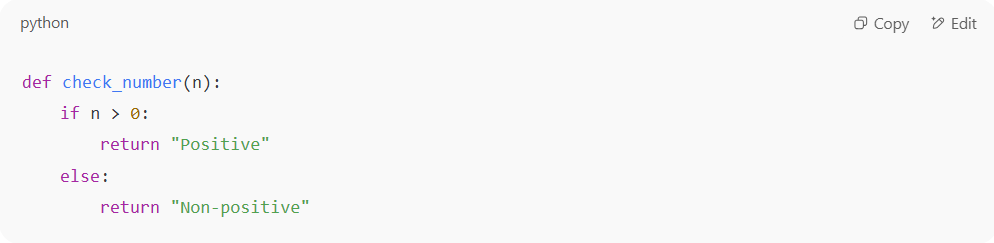 python
Copy
Edit
def check_number(n):
    if n > 0:
        return "Positive"
    else:
        return "Non-positive"